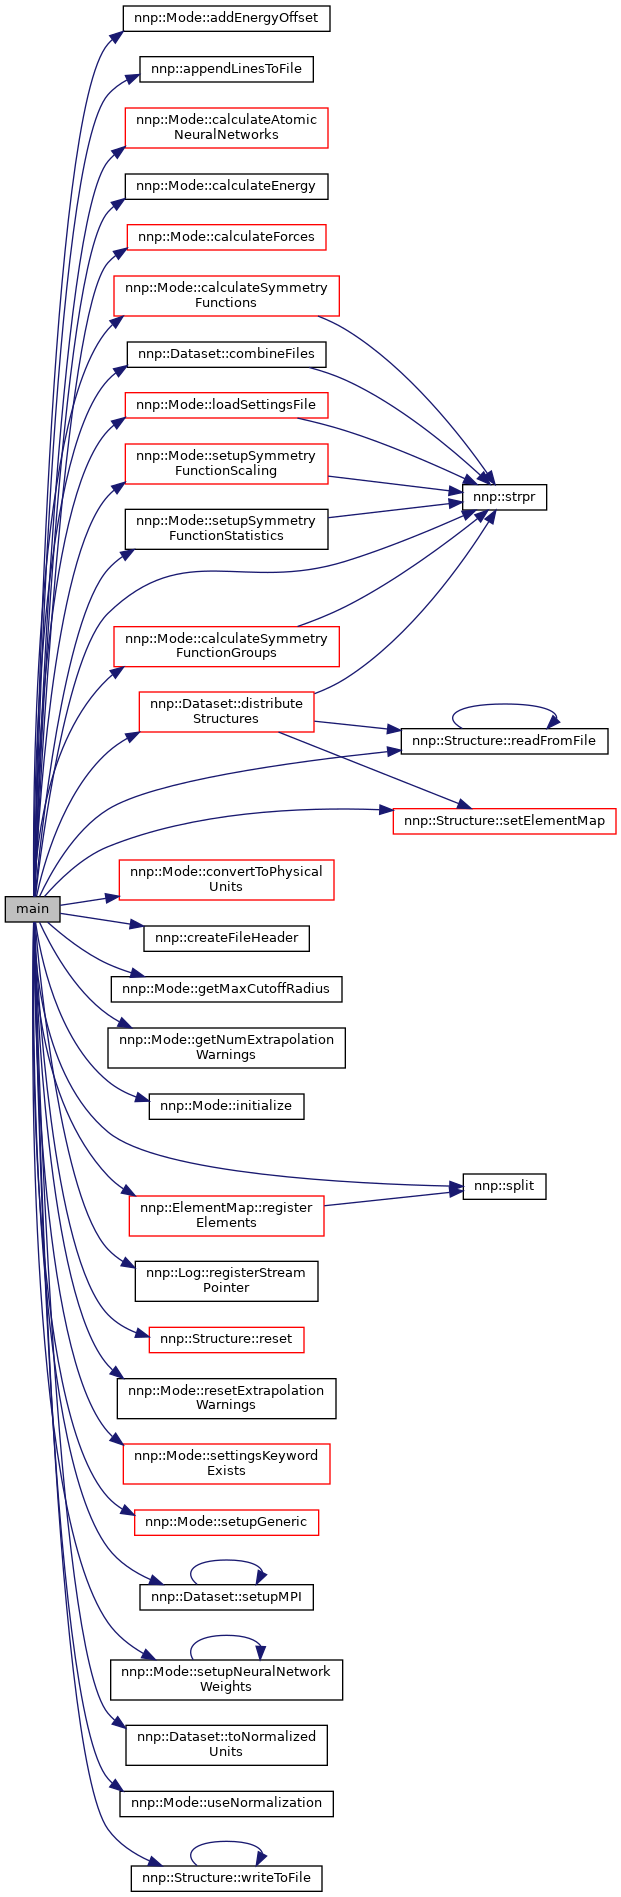 nnp::Mode::addEnergyOffset
nnp::appendLinesToFile
nnp::Mode::calculateAtomic
NeuralNetworks
nnp::Mode::calculateEnergy
nnp::Mode::calculateForces
nnp::Mode::calculateSymmetry
Functions
nnp::Dataset::combineFiles
nnp::Mode::loadSettingsFile
nnp::Mode::setupSymmetry
FunctionScaling
nnp::strpr
nnp::Mode::setupSymmetry
FunctionStatistics
nnp::Mode::calculateSymmetry
FunctionGroups
nnp::Dataset::distribute
Structures
nnp::Structure::readFromFile
nnp::Structure::setElementMap
nnp::Mode::convertToPhysical
Units
main
nnp::createFileHeader
nnp::Mode::getMaxCutoffRadius
nnp::Mode::getNumExtrapolation
Warnings
nnp::Mode::initialize
nnp::split
nnp::ElementMap::register
Elements
nnp::Log::registerStream
Pointer
nnp::Structure::reset
nnp::Mode::resetExtrapolation
Warnings
nnp::Mode::settingsKeyword
Exists
nnp::Mode::setupGeneric
nnp::Dataset::setupMPI
nnp::Mode::setupNeuralNetwork
Weights
nnp::Dataset::toNormalized
Units
nnp::Mode::useNormalization
nnp::Structure::writeToFile